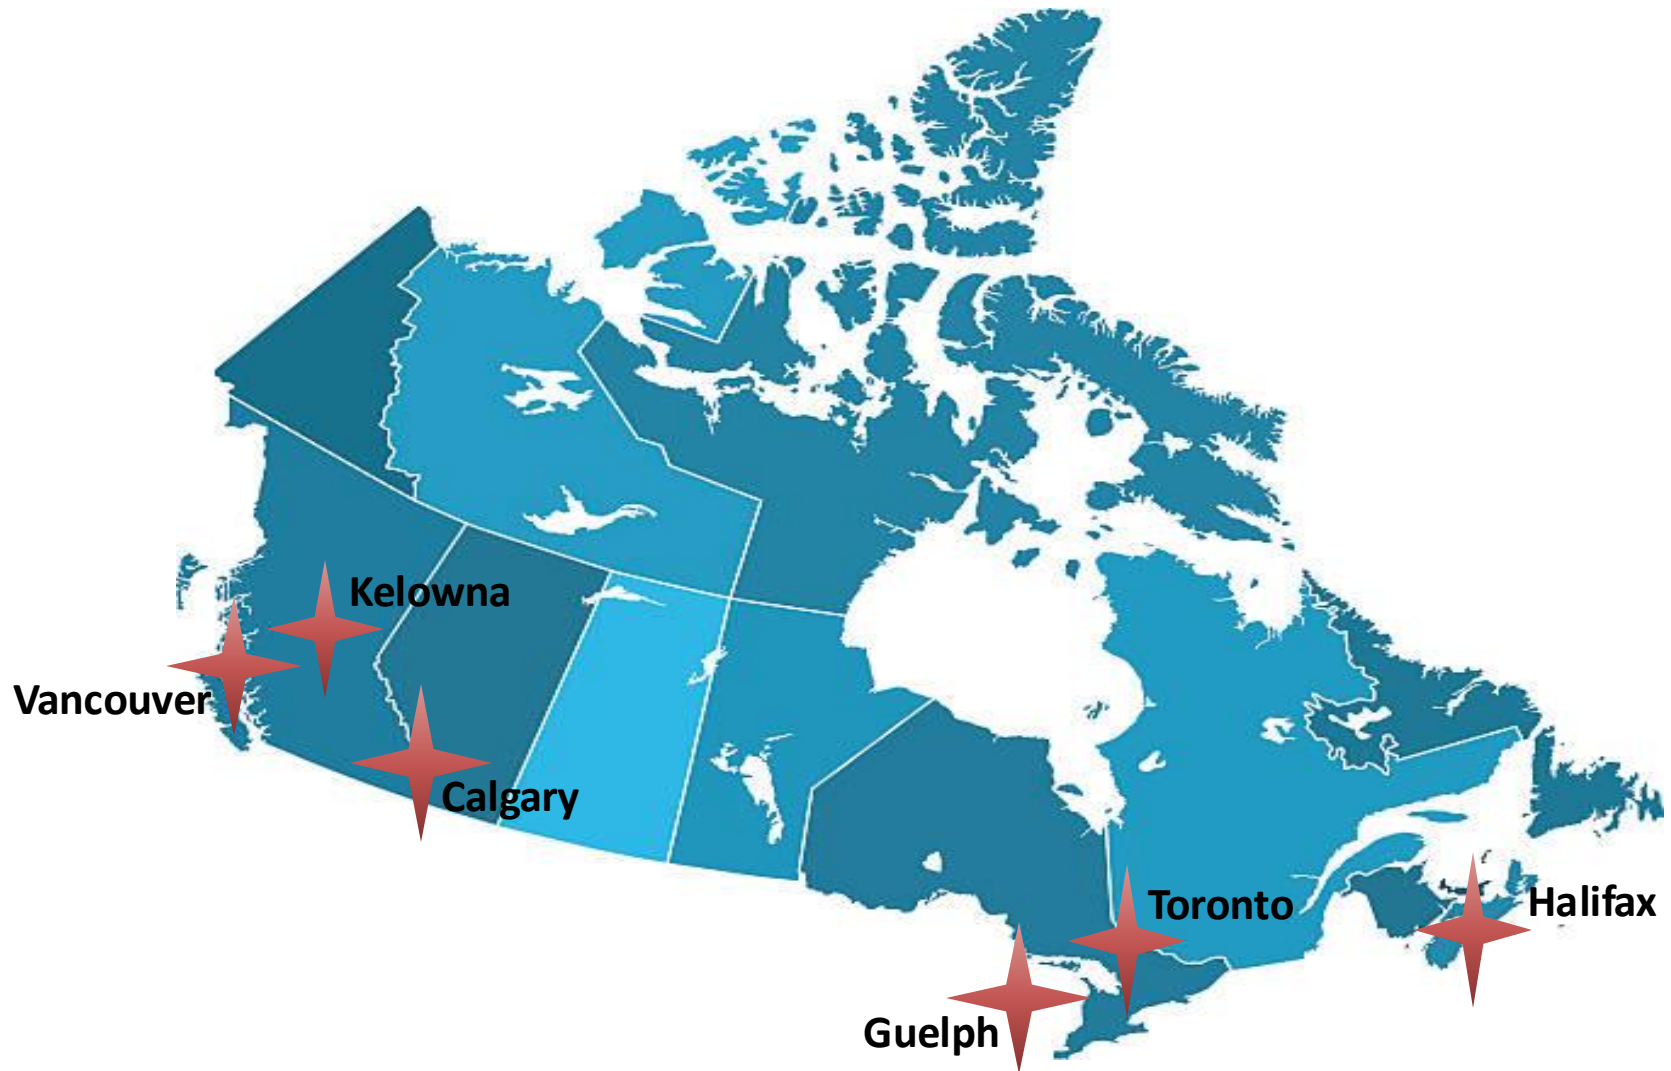 Kelowna
Vancouver
Calgary
Toronto
Halifax
Guelph